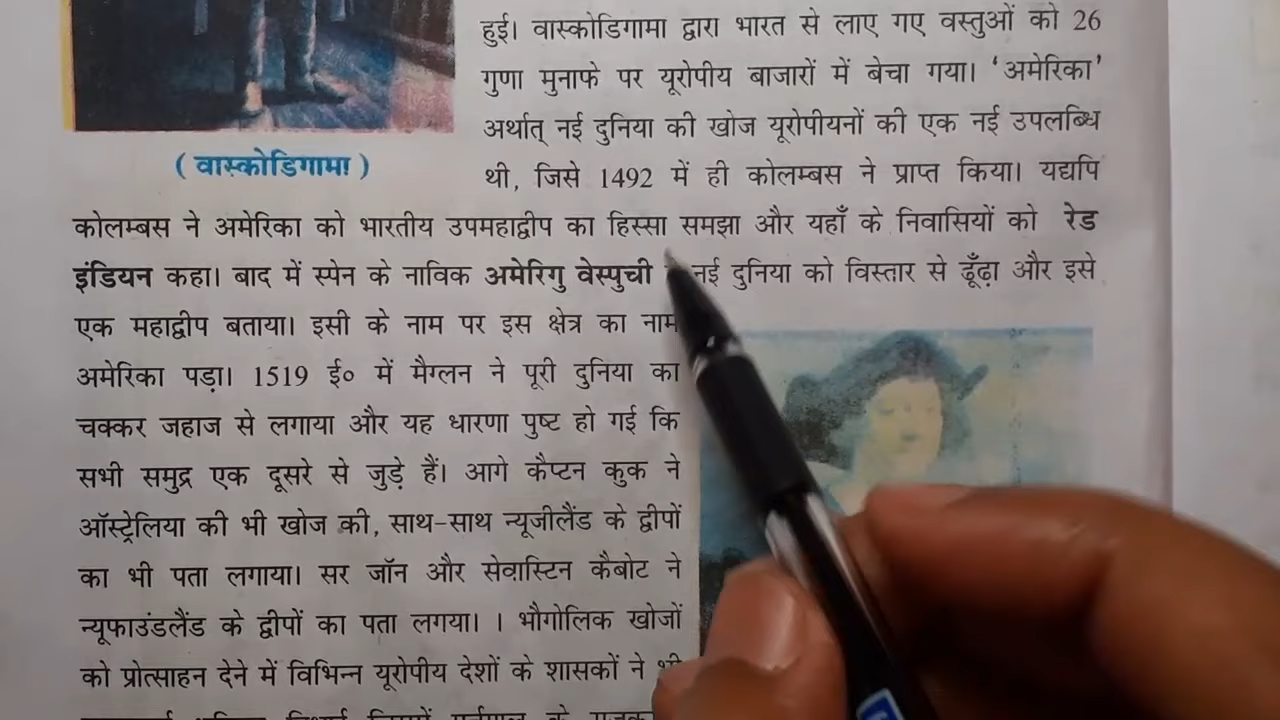 हुई। वास्कोडिगामा द्वारा भारत से लाए गए वस्तुओं को 26
गुणा मुनाफे पर यूरोपीय बाजारों में बेचा गया। 'अमेरिका'
अर्थात् नई दुनिया की खोज यूरोपीयनों की एक नई उपलब्धि
( वास्कोडिगामा )
थी, जिसे 1492 में ही कोलम्बस ने प्राप्त किया। यद्यपि
कोलम्बस ने अमेरिका को भारतीय उपमहाद्वीप का हिस्सा समझा और यहाँ के निवासियों को रेड
इंडियन कहा। बाद में स्पेन के नाविक अमेरिगु वेस्पुची नई दुनिया को विस्तार से ढूँढ़ा और इसे
एक महाद्वीप बताया। इसी के नाम पर इस क्षेत्र का नाम
अमेरिका पड़ा। 1519 ई० में मैग्लन ने पूरी दुनिया का
चक्कर जहाज से लगाया और यह धारणा पुष्ट हो गई कि
सभी समुद्र एक दूसरे से जुड़े हैं। आगे कैप्टन कुक ने
ऑस्ट्रेलिया की भी खोज की, साथ-साथ न्यूजीलैंड के द्वीपों
का भी पता लगाया। सर जॉन और सेवास्टिन कैबोट ने
न्यूफाउंडलैंड के द्वीपों का पता लगया। । भौगोलिक खोजों
को प्रोत्साहन देने में विभिन्न यूरोपीय देशों के शासकों ने भी